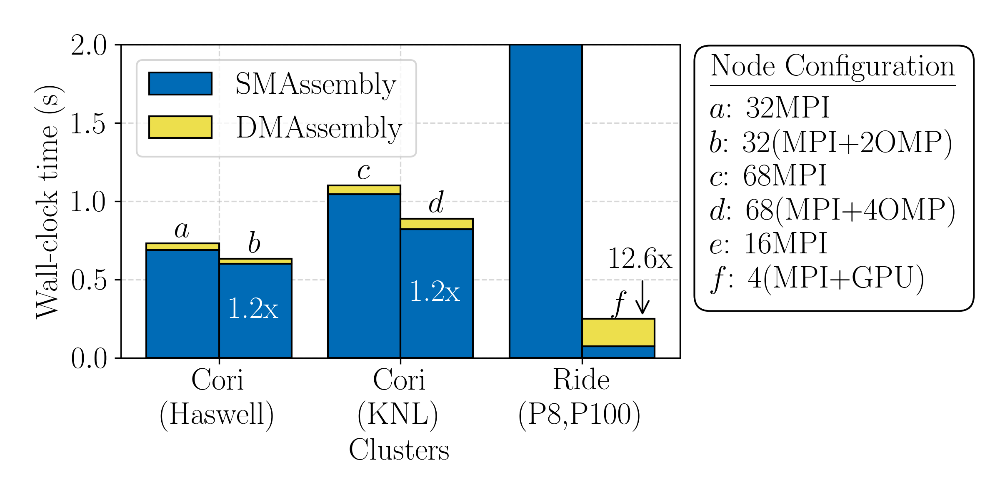 2.0
1.5
1.0
0.5
0.0
Wall-clock time (s)
SMAssembly
DMAssembly
a
b
1.2x
c
d
1.2x
12.6x
f
Cori
(Haswell)
Cori
(KNL)
Ride
(P8,P100)
Clusters
Node Configuration
a: 32MPI
b: 32(MPI+2OMP)
c: 68MPI
d: 68(MPI+4OMP)
e: 16MPI
f: 4(MPI+GPU)